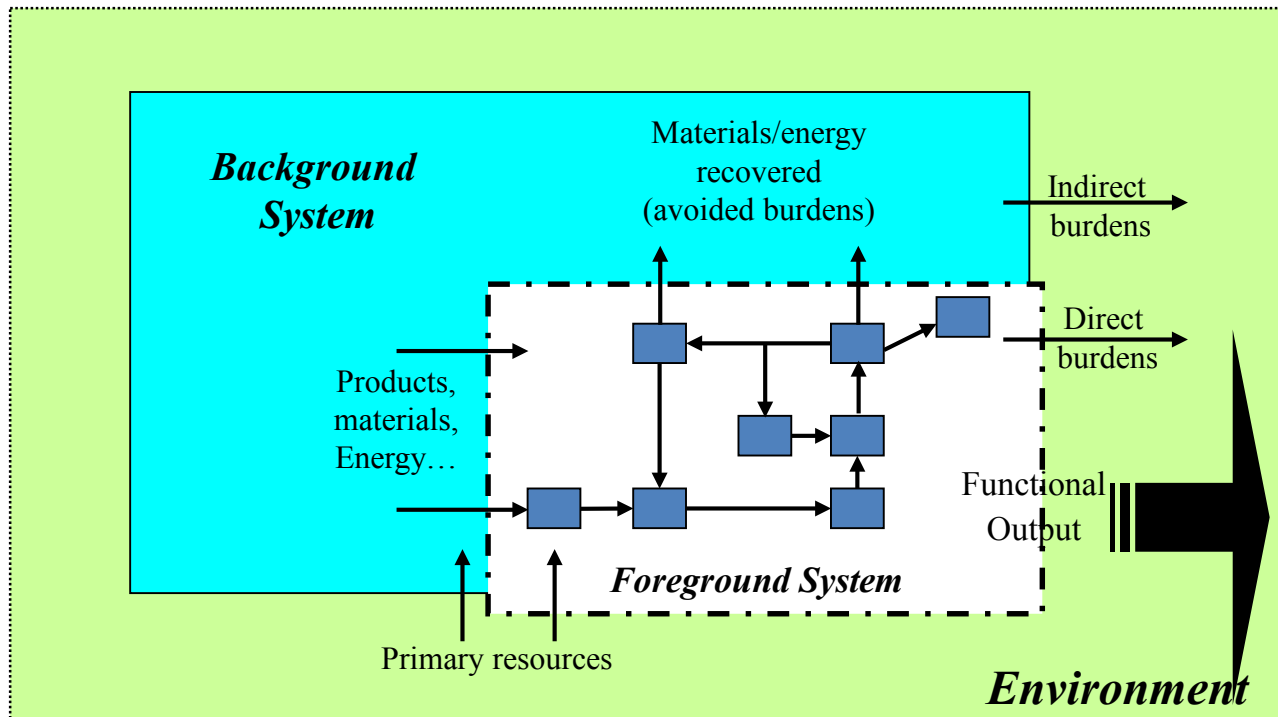 Background
System
Materials/energy
recovered
(avoided burdens)
Indirect
burdens
Direct
burdens
Products,
materials,
Energy…
Functional
Output
Foreground System
Primary resources
Environment